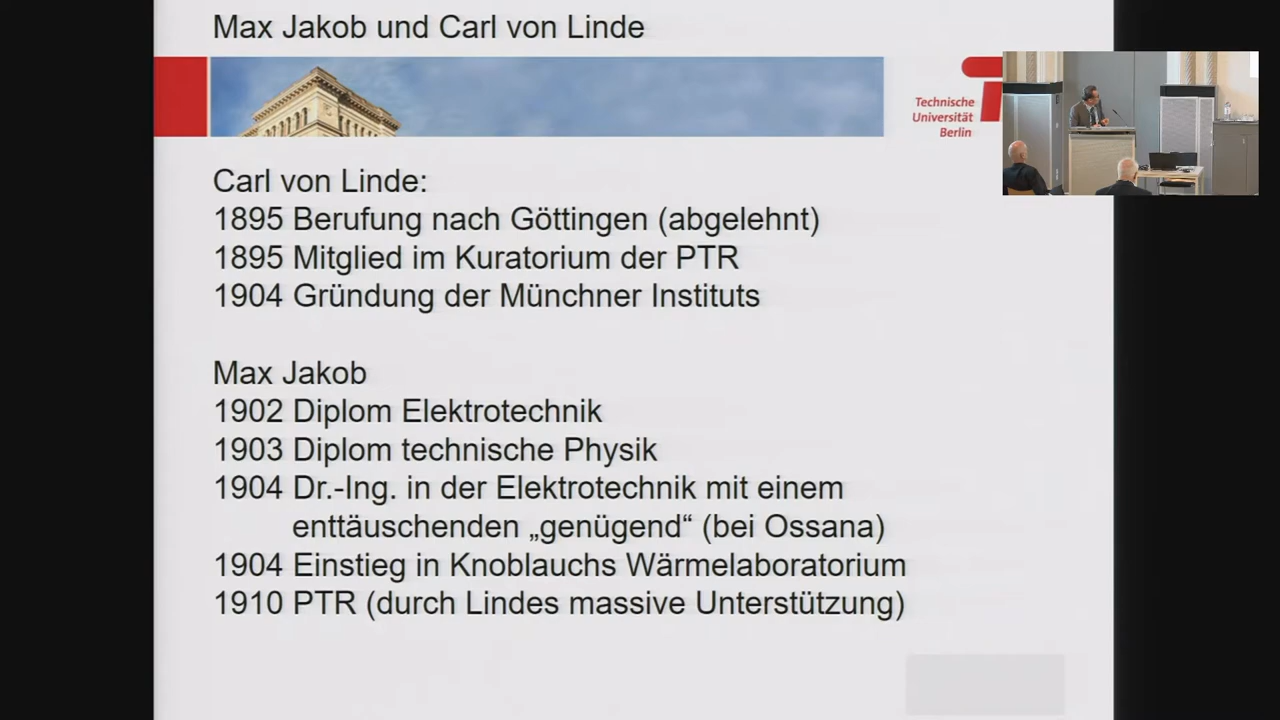 Max Jakob und Carl von Linde
Technische
Universität
Berlin
Carl von Linde:
1895 Berufung nach Göttingen (abgelehnt)
1895 Mitglied im Kuratorium der PTR
1904 Gründung der Münchner Instituts
Max Jakob
1902 Diplom Elektrotechnik
1903 Diplom technische Physik
1904 Dr.-Ing. in der Elektrotechnik mit einem
enttäuschenden „genügend“ (bei Ossana)
1904 Einstieg in Knoblauchs Wärmelaboratorium
1910 PTR (durch Lindes massive Unterstützung)